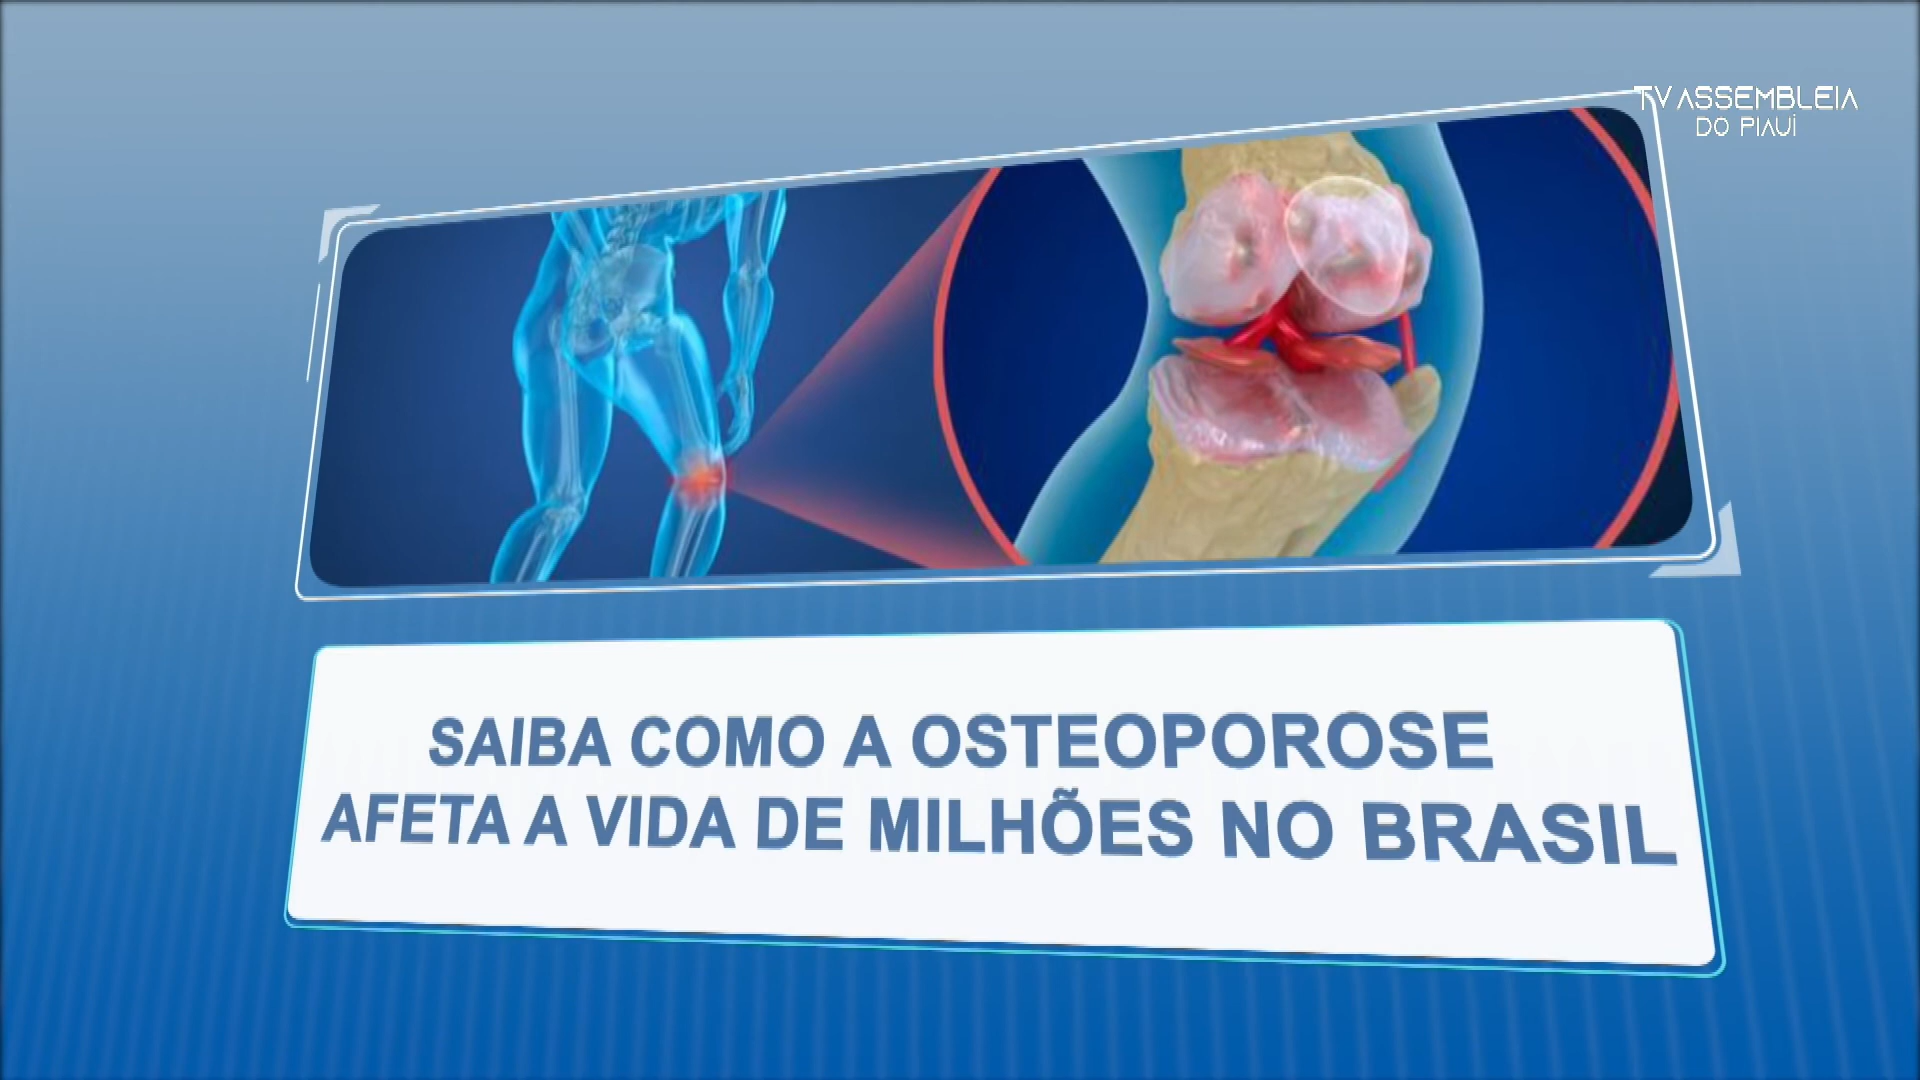 TV ASSEMBLEIA
DO PIAUÍ
SAIBA COMO A OSTEOPOROSE
AFETA A VIDA DE MILHÕES NO BRASIL